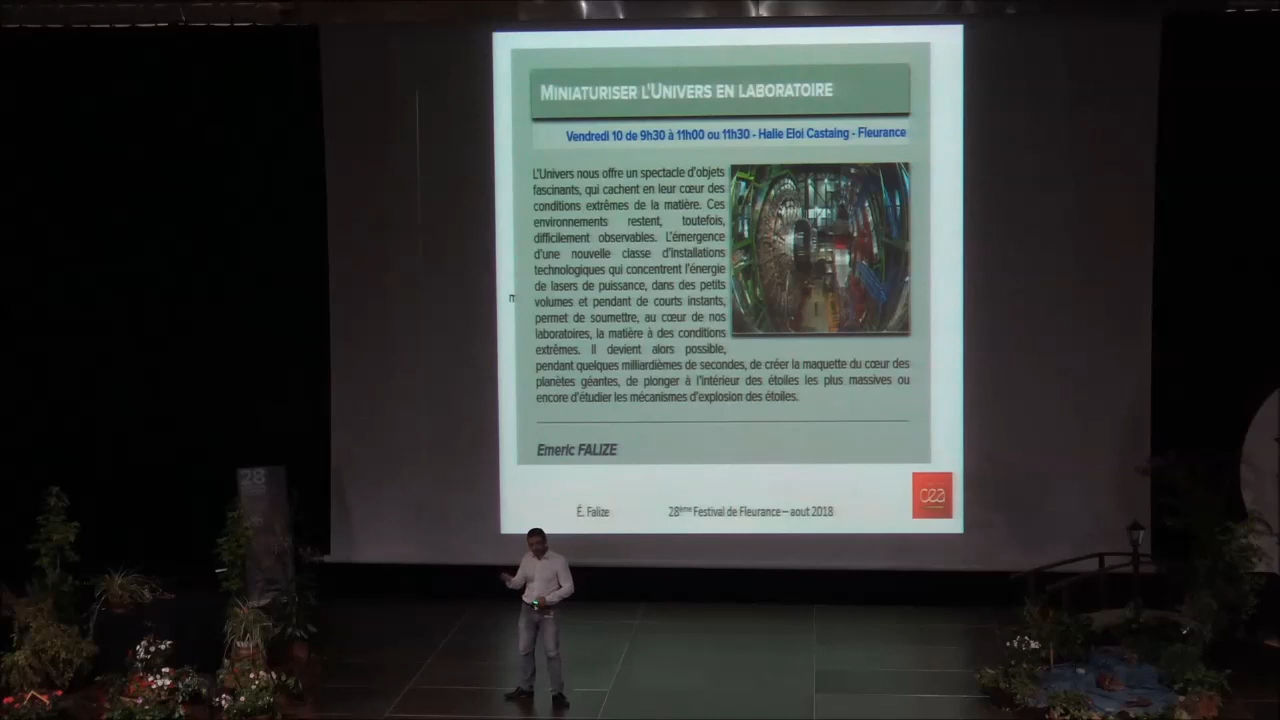 MINIATURISER L'UNIVERS EN LABORATOIRE
Vendredi 10 de 9h30 à 11h00 ou 11h30 - Halle Eloi Castaing - Fleurance
L'Univers nous offre un spectacle d'objets
fascinants, qui cachent en leur cœur des
conditions extrêmes de la matière. Ces
environnements restent, toutefois,
difficilement observables. L'émergence
d'une nouvelle classe d'installations
technologiques qui concentrent l'énergie
de lasers de puissance, dans des petits
volumes et pendant de courts instants,
permet de soumettre, au cœur de nos
laboratoires, la matière à des conditions
extrêmes. Il devient alors possible,
pendant quelques milliardièmes de secondes, de créer la maquette du cœur des
planètes géantes, de plonger à l'intérieur des étoiles les plus massives ou
encore d'étudier les mécanismes d'explosion des étoiles.
Emeric FALIZE
cea
É. Falize
28ème Festival de Fleurance – aout 2018
28